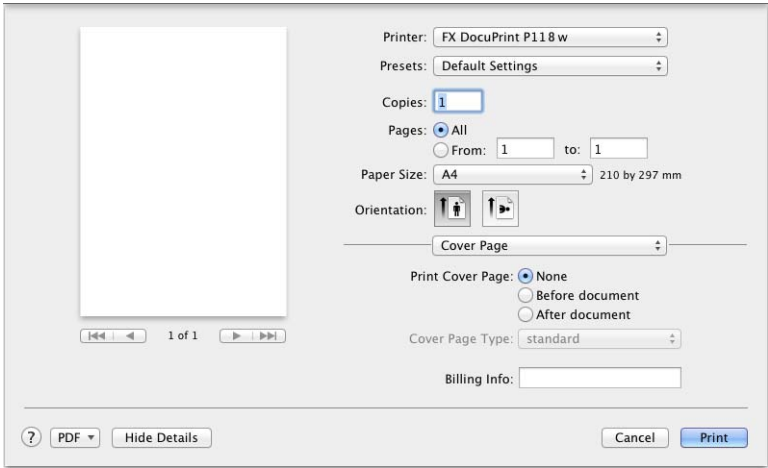 Printer: FX DocuPrint P118 w
Presets: Default Settings
Copies: 1
Pages: All
From: 1 to: 1
Paper Size: A4 210 by 297 mm
Orientation:
Cover Page
Print Cover Page: None
Before document
After document
1 of 1
Cover Page Type: standard
Billing Info:
? PDF Hide Details Cancel Print